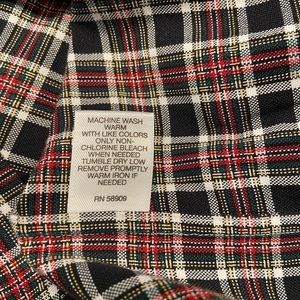 MACHINE WASH
WARM
WITH LIKE COLORS
ONLY NON-
CHLORINE BLEACH
WHEN NEEDED
TUMBLE DRY LOW
REMOVE PROMPTLY
WARM IRON IF
NEEDED
RN 58909